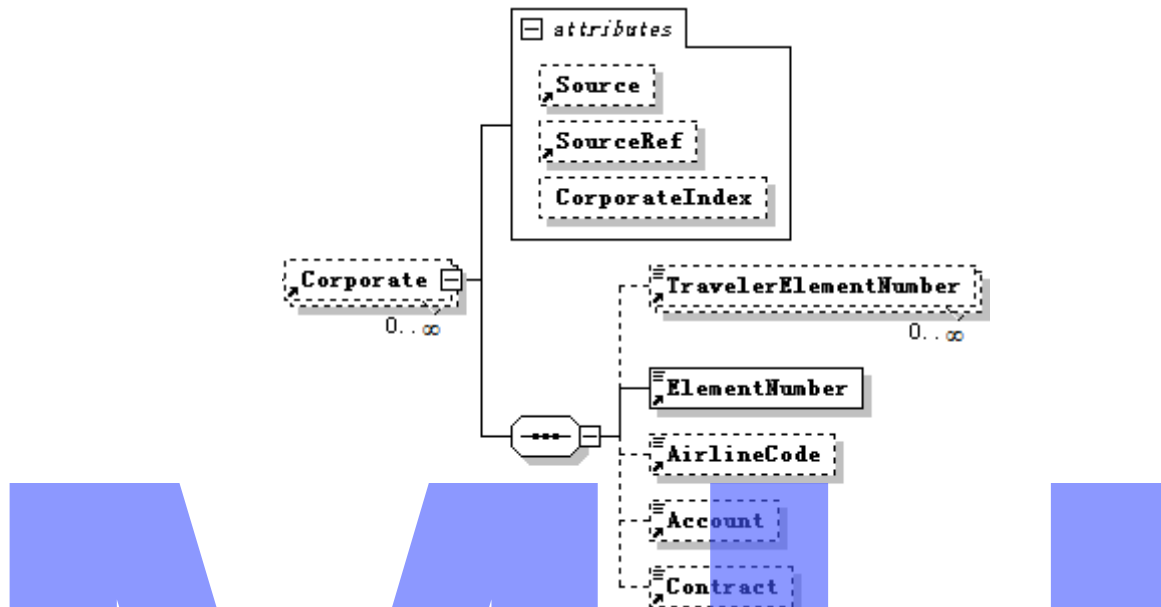 attributes
Source
SourceRef
CorporateIndex
Corporate
0..∞
TravelerElementNumber
0..∞
ElementNumber
AirlineCode
Account
Contract